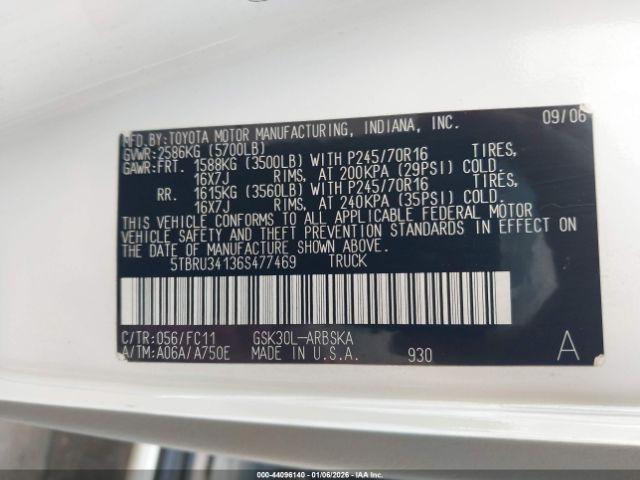 MFD.BY:TOYOTA MOTOR MANUFACTURING, INDIANA, INC. 09/06
GVWR:2586KG (5700LB)
GAWR:FRT. 1588KG (3500LB) WITH P245/70R16 TIRES,
16X7J RIMS, AT 200KPA (29PSI) COLD.
RR. 1615KG (3560LB) WITH P245/70R16 TIRES,
16X7J RIMS, AT 240KPA (35PSI) COLD.
THIS VEHICLE CONFORMS TO ALL APPLICABLE FEDERAL MOTOR
VEHICLE SAFETY AND THEFT PREVENTION STANDARDS IN EFFECT
ON THE DATE OF MANUFACTURE SHOWN ABOVE.
5TBRU34136S477469 TRUCK
C/TR:056/FC11 GSK30L-ARBSKA
A/TM:A06A/A750E MADE IN U.S.A. 930 A
000-44096140 - 01/06/2026 - IAAI.COM